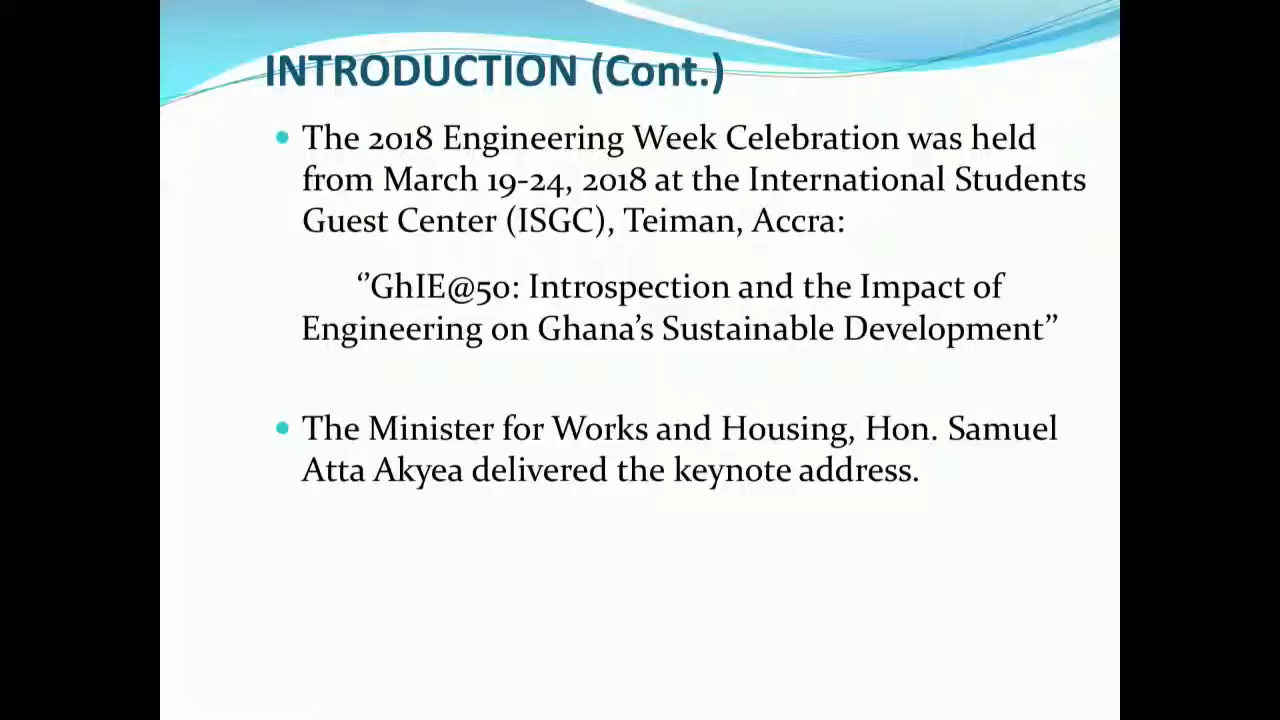 INTRODUCTION (Cont.)
• The 2018 Engineering Week Celebration was held
from March 19-24, 2018 at the International Students
Guest Center (ISGC), Teiman, Accra:
‘’GhIE@50: Introspection and the Impact of
Engineering on Ghana’s Sustainable Development’’
• The Minister for Works and Housing, Hon. Samuel
Atta Akyea delivered the keynote address.